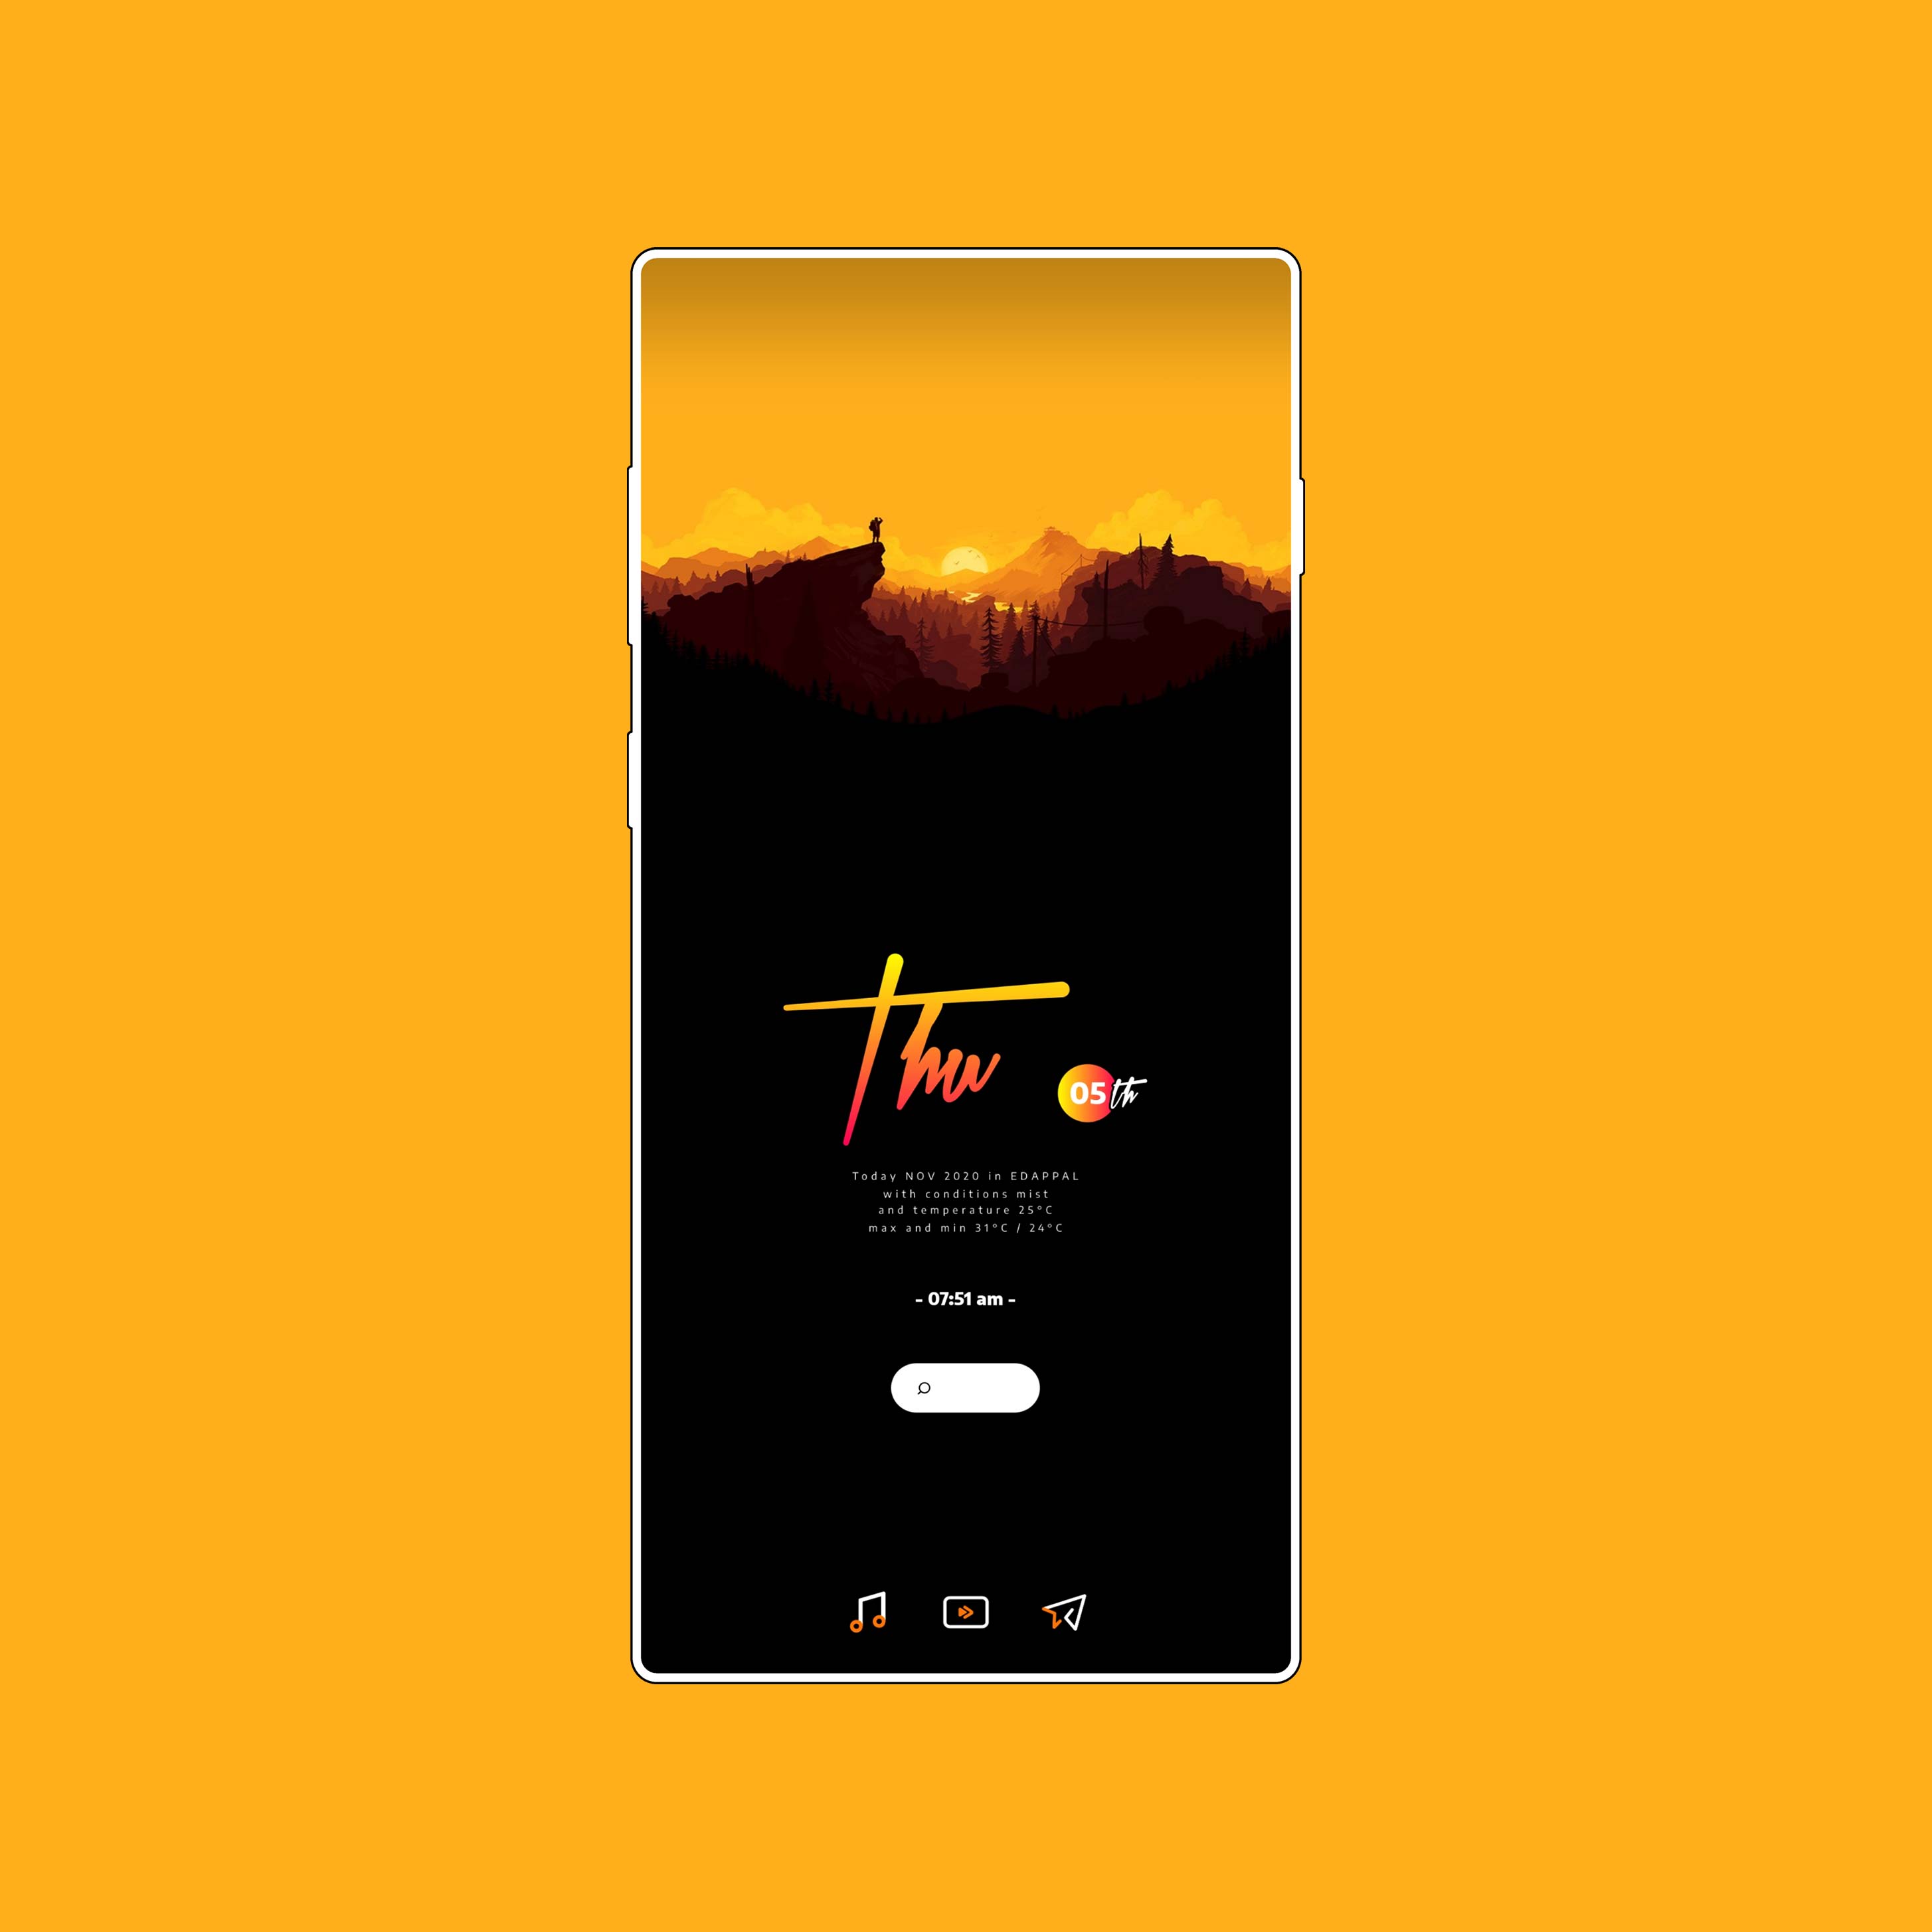 Thu
05th
Today NOV 2020 in EDAPPAL
with conditions mist
and temperature 25°C
max and min 31°C / 24°C
- 07:51 am -